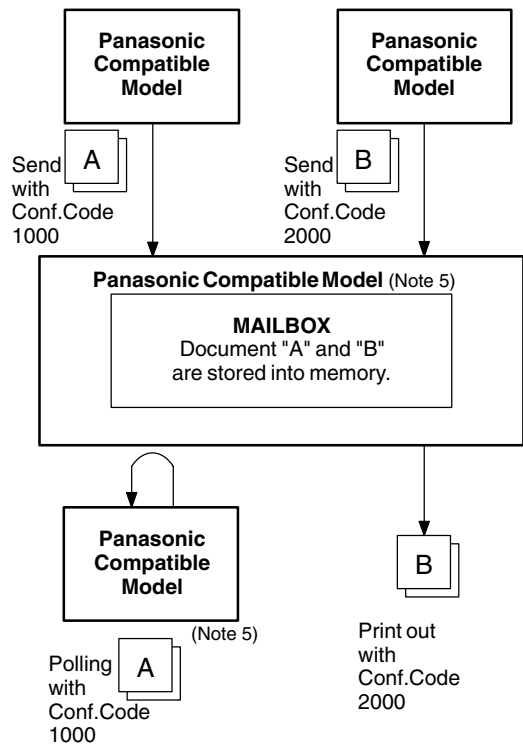 Panasonic
Compatible
Model
Panasonic
Compatible
Model
A
Send
with
Conf.Code
1000
B
Send
with
Conf.Code
2000
Panasonic Compatible Model (Note 5)
MAILBOX
Document "A" and "B"
are stored into memory.
Panasonic
Compatible
Model
(Note 5)
Polling
with
Conf.Code
1000
A
B
Print out
with
Conf.Code
2000